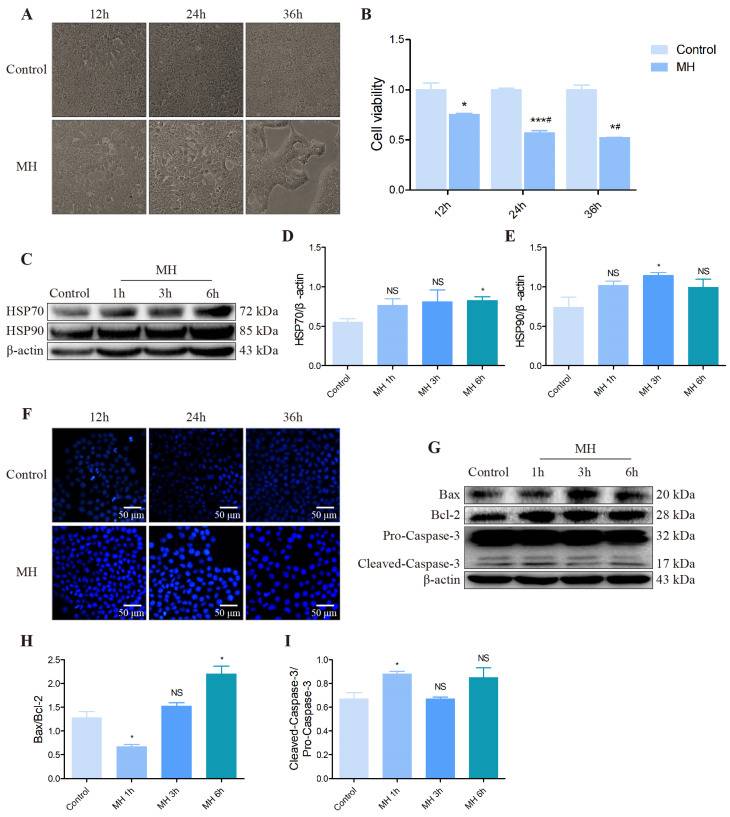 A
12h 24h 36h
Control
MH
B
Control
MH
Cell viability
1.5
1.0
0.5
0.0
* ***# *#
12h 24h 36h
C
MH
Control 1h 3h 6h
HSP70 72 kDa
HSP90 85 kDa
β-actin 43 kDa
D
HSP70/β -actin
1.5
1.0
0.5
0.0
NS NS *
Control MH 1h MH 3h MH 6h
E
HSP90/β -actin
1.5
1.0
0.5
0.0
NS * NS
Control MH 1h MH 3h MH 6h
F
12h 24h 36h
Control
50 μm 50 μm 50 μm
MH
50 μm 50 μm 50 μm
G
MH
Control 1h 3h 6h
Bax 20 kDa
Bcl-2 28 kDa
Pro-Caspase-3 32 kDa
Cleaved-Caspase-3 17 kDa
β-actin 43 kDa
H
Bax/Bcl-2
2.5
2.0
1.5
1.0
0.5
0.0
* NS *
Control MH 1h MH 3h MH 6h
I
Cleaved-Caspase-3/
Pro-Caspase-3
1.0
0.8
0.6
0.4
0.2
0.0
* NS NS
Control MH 1h MH 3h MH 6h